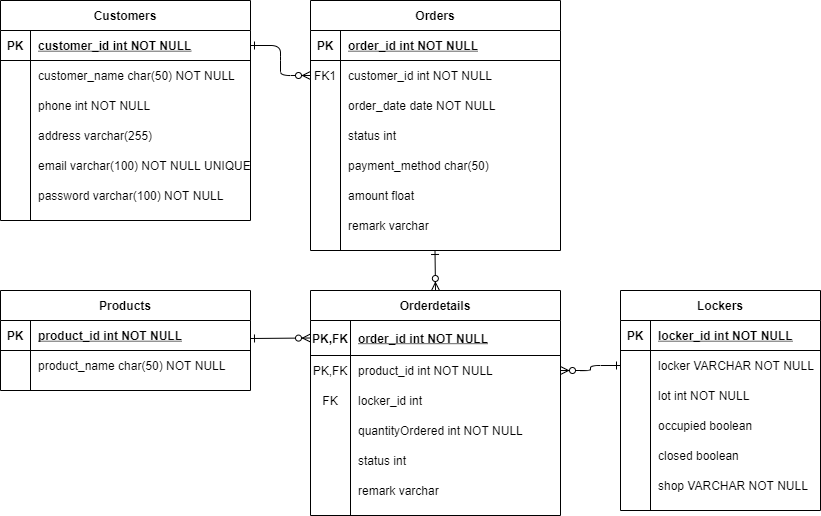 Customers
PK customer_id int NOT NULL
customer_name char(50) NOT NULL
phone int NOT NULL
address varchar(255)
email varchar(100) NOT NULL UNIQUE
password varchar(100) NOT NULL
Orders
PK order_id int NOT NULL
FK1 customer_id int NOT NULL
order_date date NOT NULL
status int
payment_method char(50)
amount float
remark varchar
Products
PK product_id int NOT NULL
product_name char(50) NOT NULL
Orderdetails
PK,FK order_id int NOT NULL
PK,FK product_id int NOT NULL
FK locker_id int
quantityOrdered int NOT NULL
status int
remark varchar
Lockers
PK locker_id int NOT NULL
locker VARCHAR NOT NULL
lot int NOT NULL
occupied boolean
closed boolean
shop VARCHAR NOT NULL